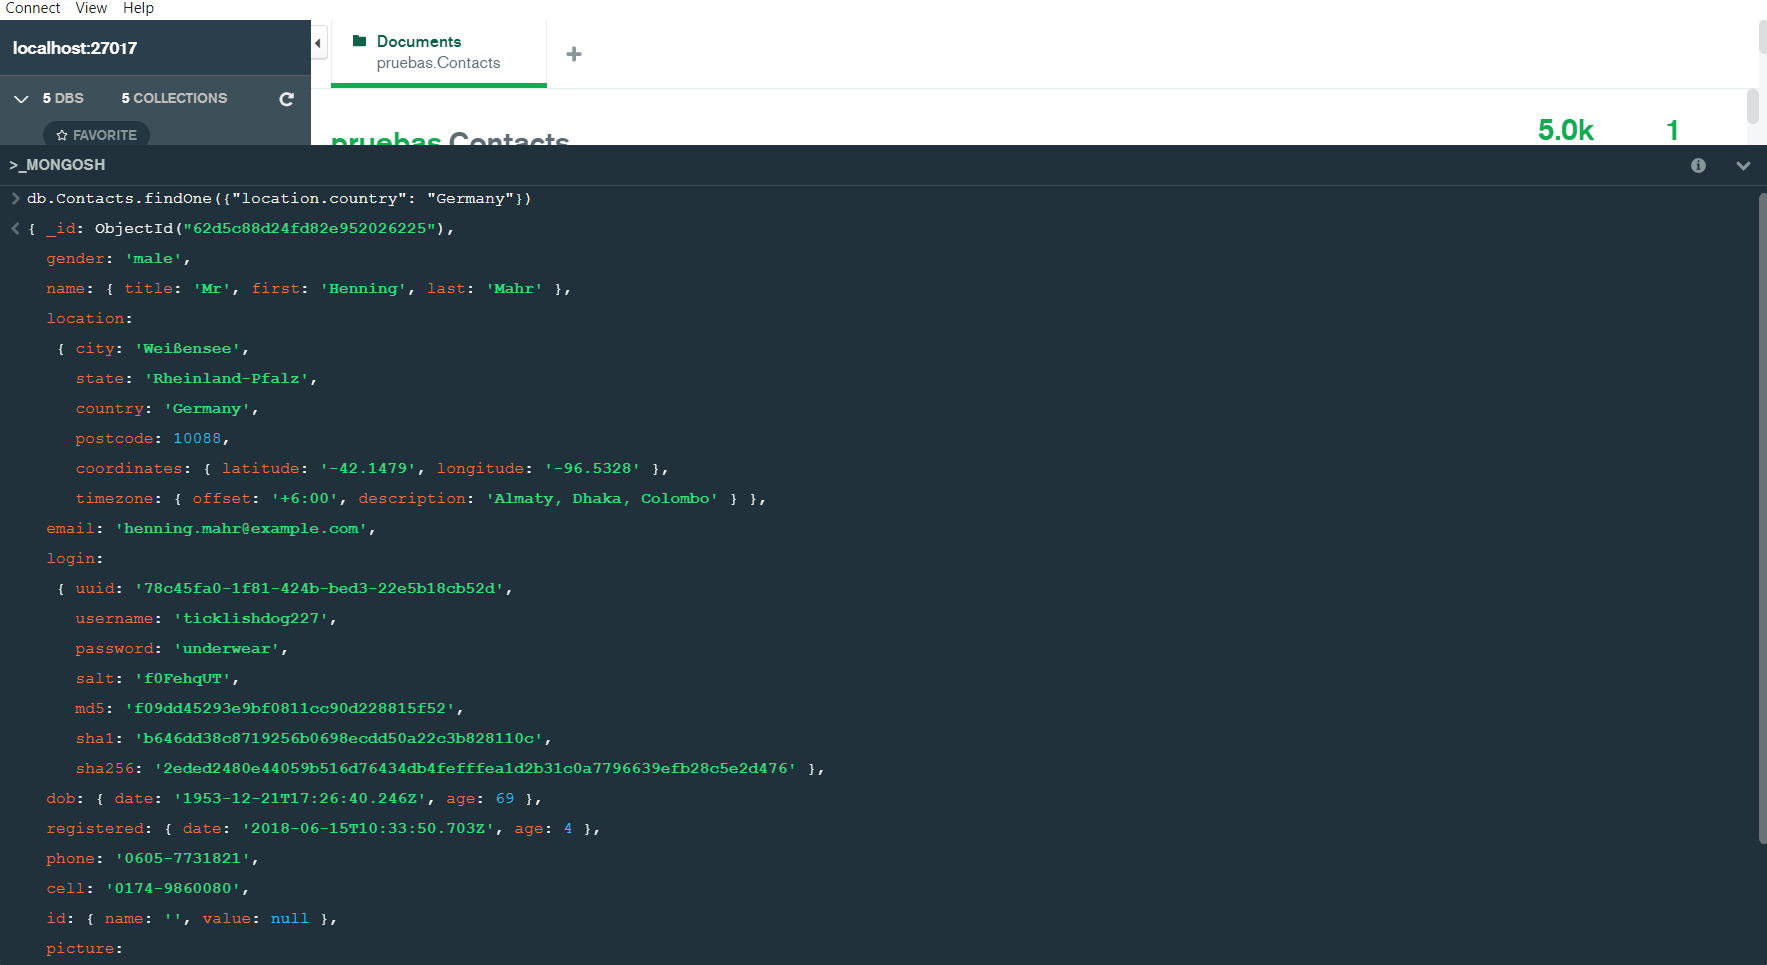 Connect View Help
localhost:27017
Documents
pruebas.Contacts
5 DBS 5 COLLECTIONS
FAVORITE
pruebas.Contacts
5.0k 1
>_MONGOSH
db.Contacts.findOne({"location.country": "Germany"})
{ _id: ObjectId("62d5c88d24fd82e952026225"),
gender: 'male',
name: { title: 'Mr', first: 'Henning', last: 'Mahr' },
location:
{ city: 'Weißensee',
state: 'Rheinland-Pfalz',
country: 'Germany',
postcode: 10088,
coordinates: { latitude: '-42.1479', longitude: '-96.5328' },
timezone: { offset: '+6:00', description: 'Almaty, Dhaka, Colombo' } },
email: 'henning.mahr@example.com',
login:
{ uuid: '78c45fa0-1f81-424b-bed3-22e5b18cb52d',
username: 'ticklishdog227',
password: 'underwear',
salt: 'f0FehqUT',
md5: 'f09dd45293e9bf0811cc90d228815f52',
sha1: 'b646dd38c8719256b0698ecdd50a22c3b828110c',
sha256: '2eded2480e44059b516d76434db4fefffea1d2b31c0a7796639efb28c5e2d476' },
dob: { date: '1953-12-21T17:26:40.246Z', age: 69 },
registered: { date: '2018-06-15T10:33:50.703Z', age: 4 },
phone: '0605-7731821',
cell: '0174-9860080',
id: { name: '', value: null },
picture: